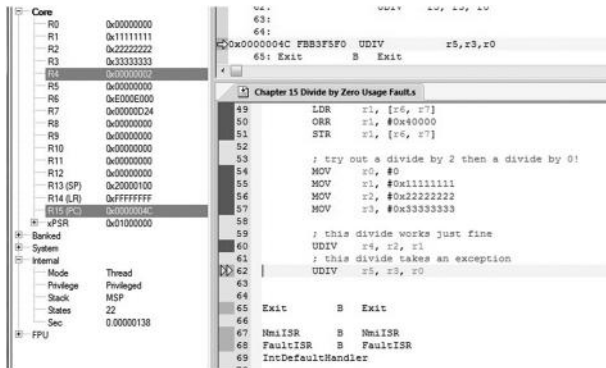 Core
R0 0x00000000
R1 0x11111111
R2 0x22222222
R3 0x33333333
R4 0x00000002
R5 0x00000000
R6 0xE000E000
R7 0x00000D24
R8 0x00000000
R9 0x00000000
R10 0x00000000
R11 0x00000000
R12 0x00000000
R13 (SP) 0x20000100
R14 (LR) 0xFFFFFFFF
R15 (PC) 0x0000004C
xPSR 0x01000000
Banked
System
Internal
Mode Thread
Privilege Privileged
Stack MSP
States 22
Sec 0.00000138
FPU
62: UDIV r5, r3, r0
63:
64:
0x0000004C FBB3F5F0 UDIV r5,r3,r0
65: Exit B Exit
Chapter 15 Divide by Zero Usage Fault.s
49 LDR r1, [r6, r7]
50 ORR r1, #0x40000
51 STR r1, [r6, r7]
52
53 ; try out a divide by 2 then a divide by 0!
54 MOV r0, #0
55 MOV r1, #0x11111111
56 MOV r2, #0x22222222
57 MOV r3, #0x33333333
58
59 ; this divide works just fine
60 UDIV r4, r2, r1
61 ; this divide takes an exception
62 UDIV r5, r3, r0
63
64
65 Exit B Exit
66
67 NmiISR B NmiISR
68 FaultISR B FaultISR
69 IntDefaultHandler